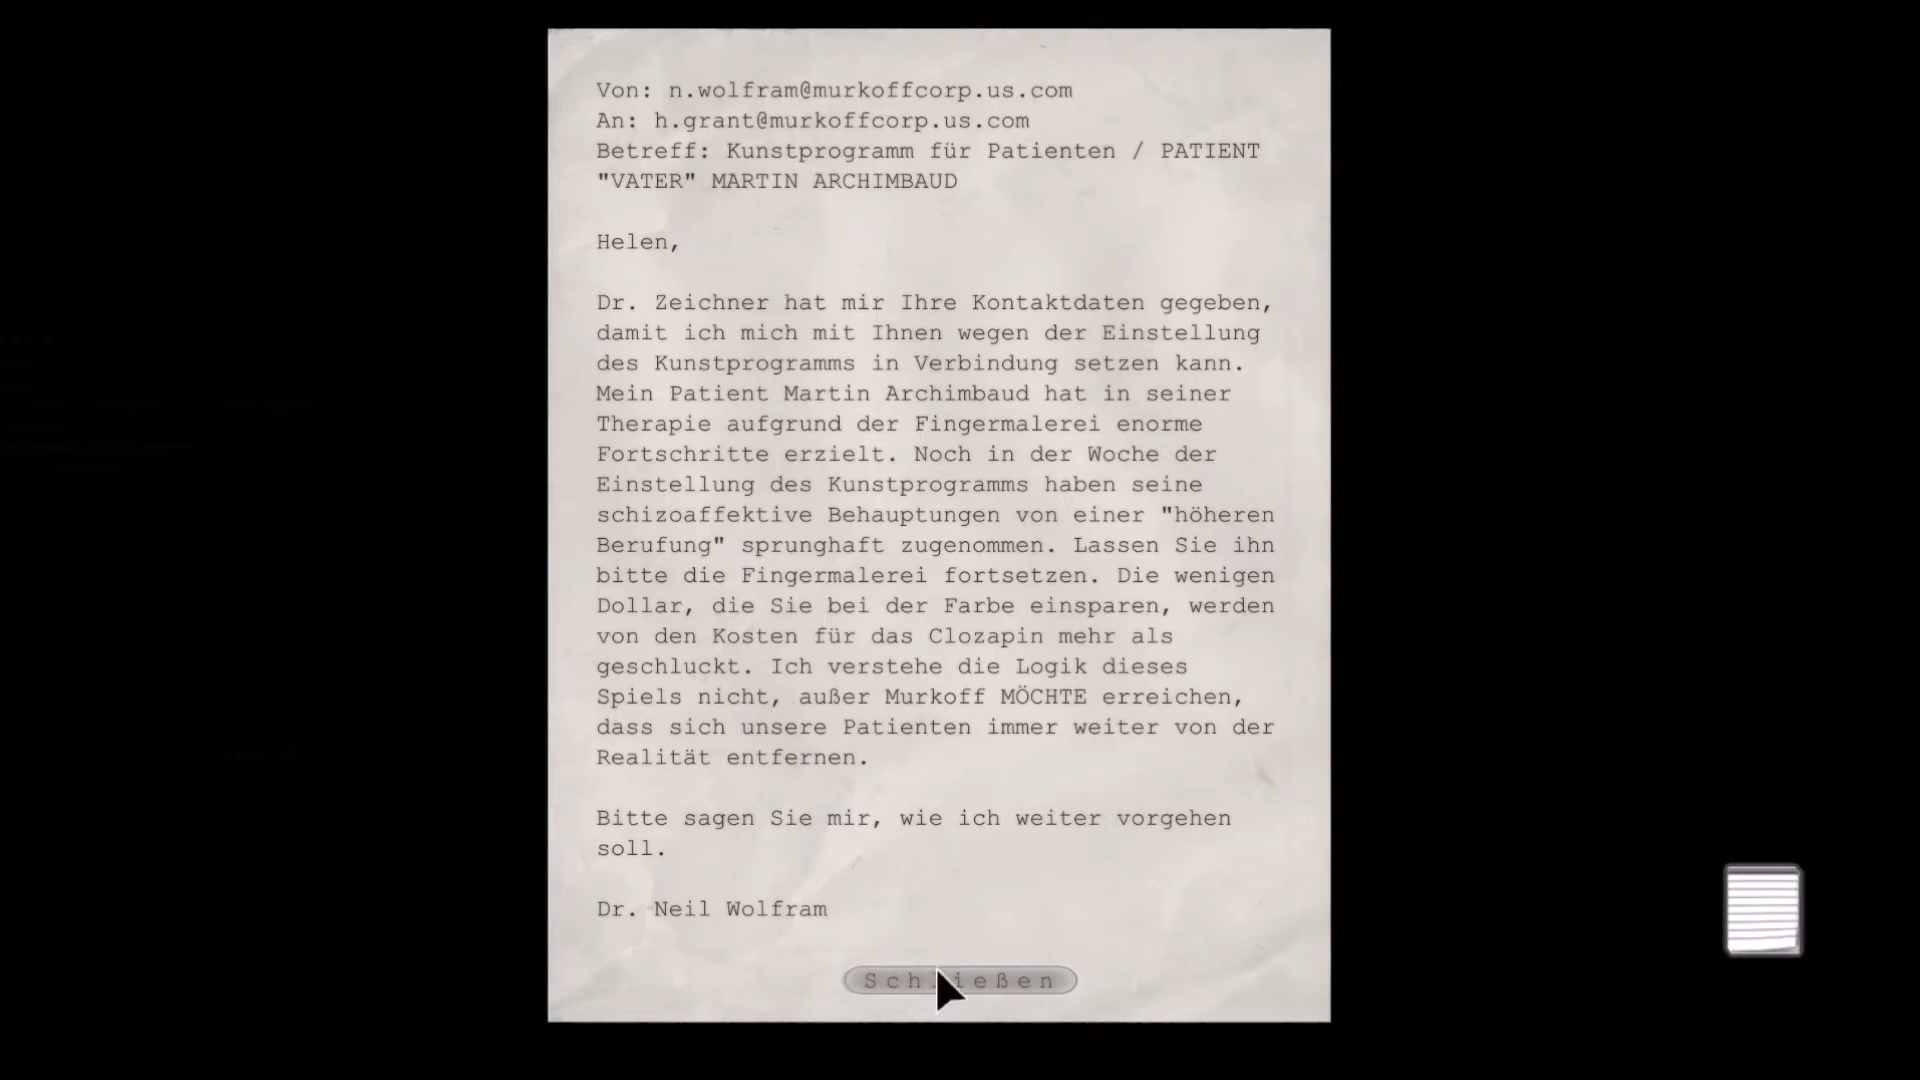 Von: n.wolfram@murkoffcorp.us.com
An: h.grant@murkoffcorp.us.com
Betreff: Kunstprogramm für Patienten / PATIENT
"VATER" MARTIN ARCHIMBAUD
Helen,
Dr. Zeichner hat mir Ihre Kontaktdaten gegeben,
damit ich mich mit Ihnen wegen der Einstellung
des Kunstprogramms in Verbindung setzen kann.
Mein Patient Martin Archimbaud hat in seiner
Therapie aufgrund der Fingermalerei enorme
Fortschritte erzielt. Noch in der Woche der
Einstellung des Kunstprogramms haben seine
schizoaffektive Behauptungen von einer "höheren
Berufung" sprunghaft zugenommen. Lassen Sie ihn
bitte die Fingermalerei fortsetzen. Die wenigen
Dollar, die Sie bei der Farbe einsparen, werden
von den Kosten für das Clozapin mehr als
geschluckt. Ich verstehe die Logik dieses
Spiels nicht, außer Murkoff MÖCHTE erreichen,
dass sich unsere Patienten immer weiter von der
Realität entfernen.
Bitte sagen Sie mir, wie ich weiter vorgehen
soll.
Dr. Neil Wolfram
Schließen